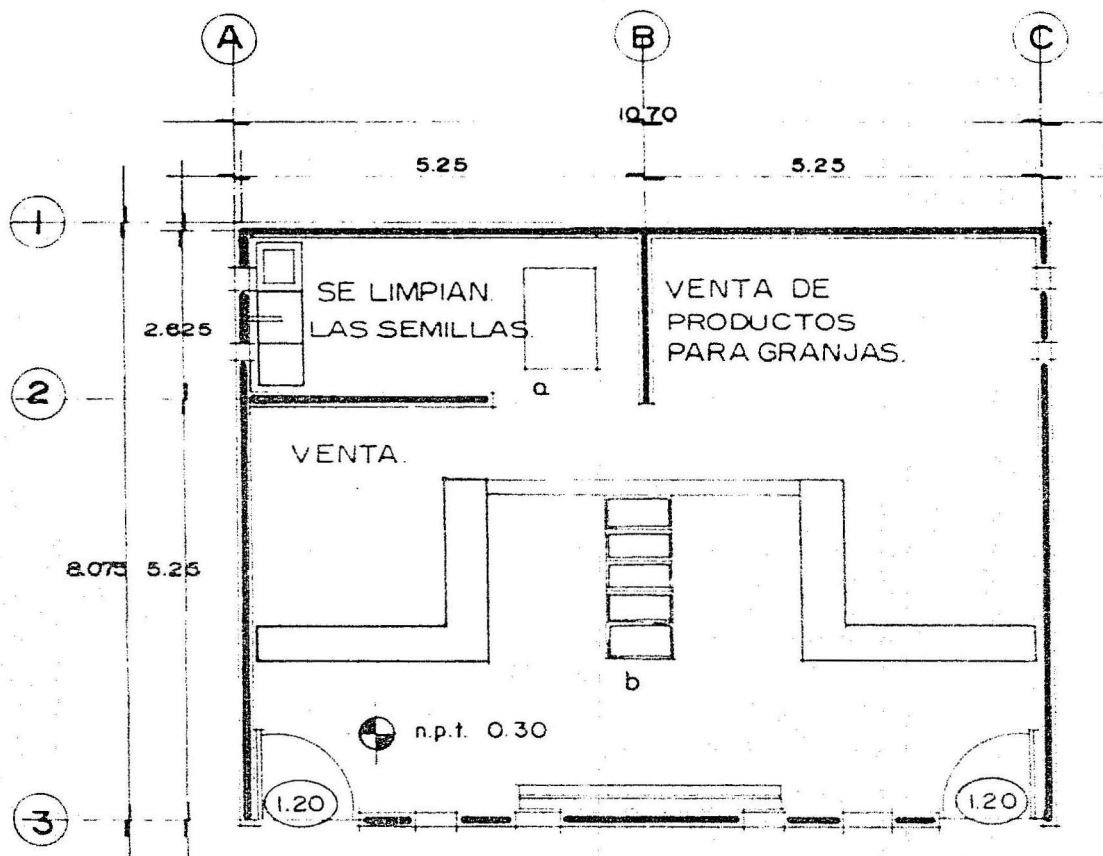 A B C
10.70
5.25 5.25
1
SE LIMPIAN.
LAS SEMILLAS.
VENTA DE
PRODUCTOS
PARA GRANJAS.
2.625
2
a
VENTA.
8.075 5.25
b
n.p.t. 0.30
1.20 1.20
3